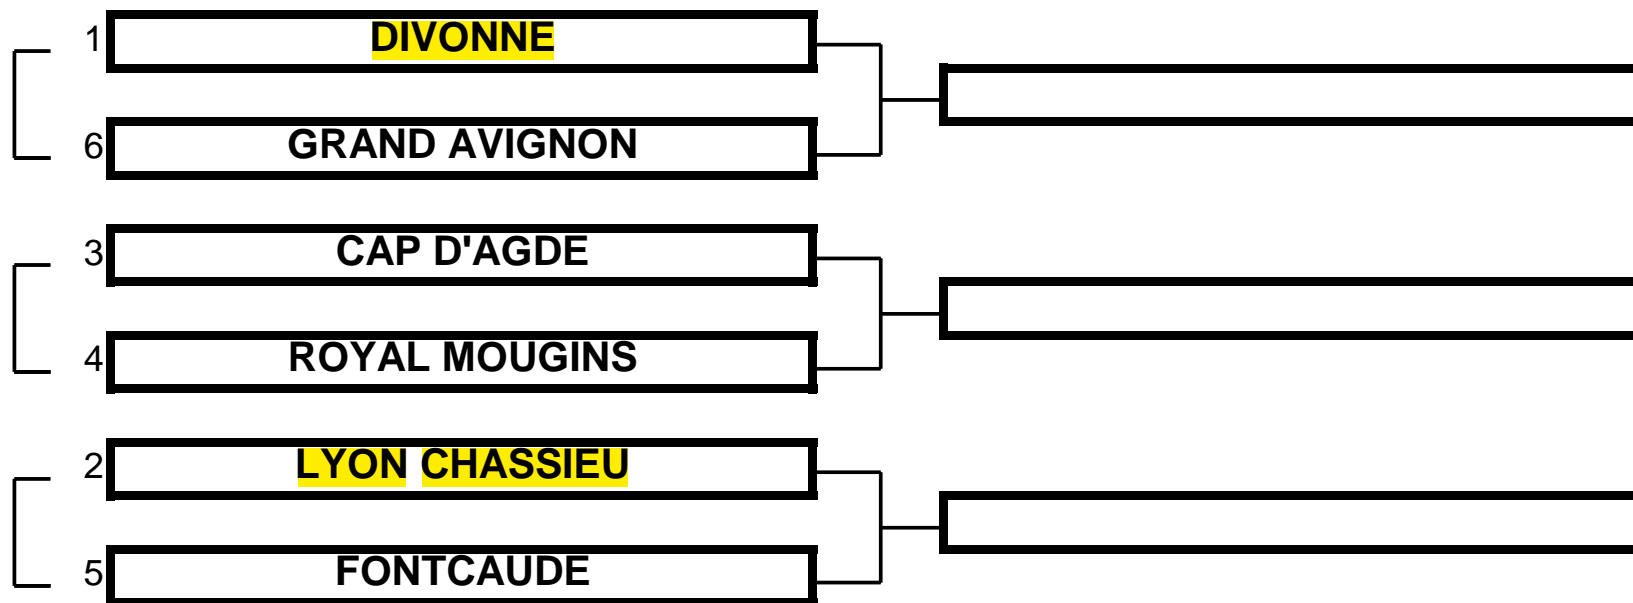 1 DIVONNE
6 GRAND AVIGNON
3 CAP D'AGDE
4 ROYAL MOUGINS
2 LYON CHASSIEU
5 FONTCAUDE